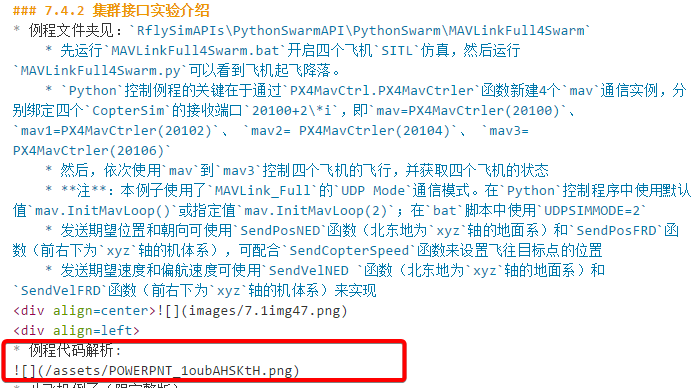 ### 7.4.2 集群接口实验介绍
* 例程文件夹见：`RflySimAPIs\PythonSwarmAPI\PythonSwarm\MAVLinkFull4Swarm`
* 先运行`MAVLinkFull4Swarm.bat`开启四个飞机`SITL`仿真，然后运行
`MAVLinkFull4Swarm.py`可以看到飞机起飞降落。
* `Python`控制例程的关键在于通过`PX4MavCtrl.PX4MavCtrler`函数新建4个`mav`通信实例，分
别绑定四个`CopterSim`的接收端口`20100+2\*i`，即`mav=PX4MavCtrler(20100)`、
`mav1=PX4MavCtrler(20102)`、 `mav2= PX4MavCtrler(20104)`、 `mav3=
PX4MavCtrler(20106)`
* 然后，依次使用`mav`到`mav3`控制四个飞机的飞行，并获取四个飞机的状态
* **注**：本例子使用了`MAVLink_Full`的`UDP Mode`通信模式。在`Python`控制程序中使用默认
值`mav.InitMavLoop()`或指定值`mav.InitMavLoop(2)`；在`bat`脚本中使用`UDPSIMMODE=2`
* 发送期望位置和朝向可使用`SendPosNED`函数（北东地为`xyz`轴的地面系）和`SendPosFRD`函
数（前右下为`xyz`轴的机体系），可配合`SendCopterSpeed`函数来设置飞往目标点的位置
* 发送期望速度和偏航速度可使用`SendVelNED `函数（北东地为`xyz`轴的地面系）和
`SendVelFRD`函数（前右下为`xyz`轴的机体系）来实现
<div align=center>![](images/7.1img47.png)
<div align=left>
* 例程代码解析：
![](/assets/POWERPNT_1oubAHSKtH.png)